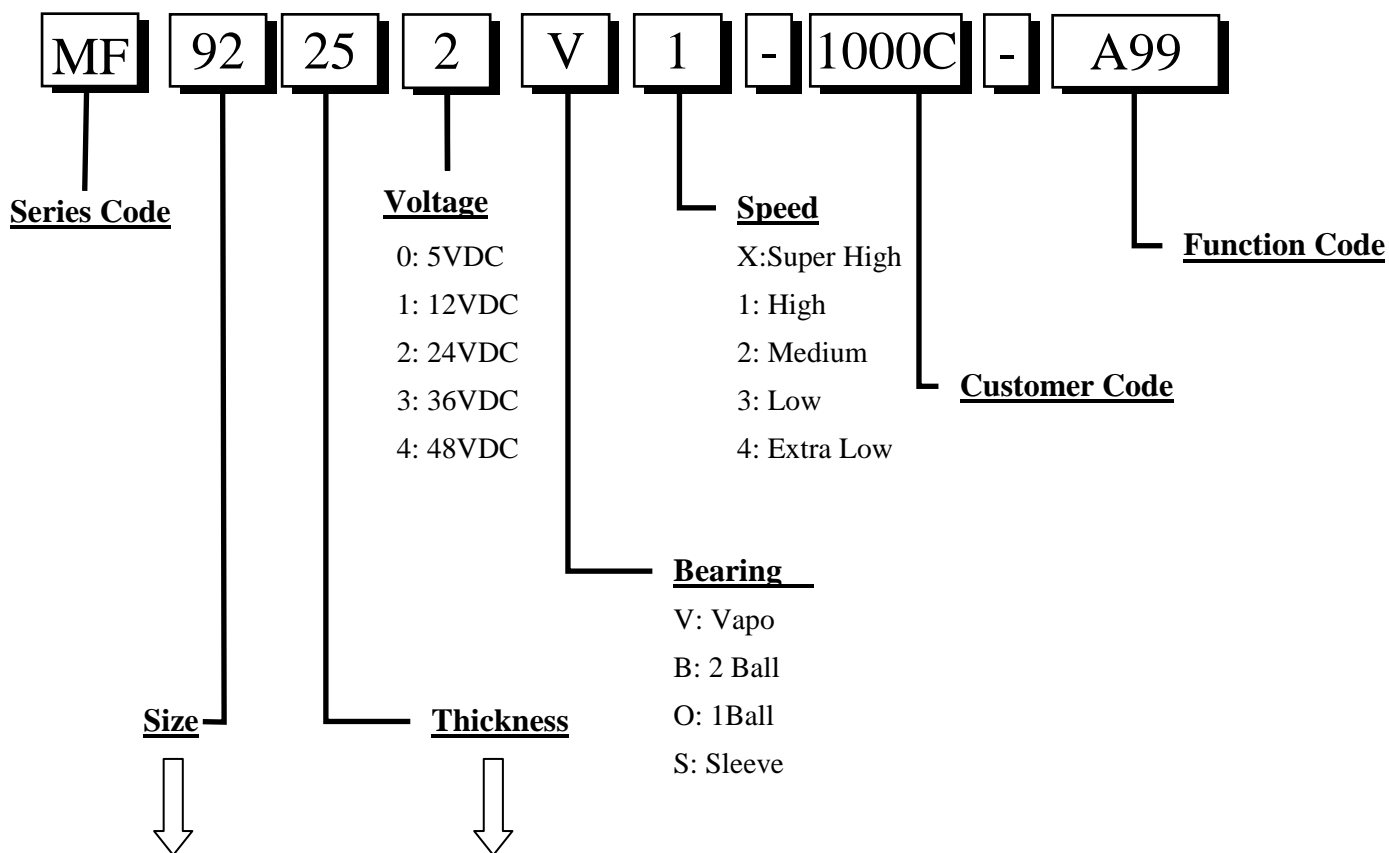 MF 92 25 2 V 1 - 1000C - A99
Series Code
Voltage
0: 5VDC
1: 12VDC
2: 24VDC
3: 36VDC
4: 48VDC
Speed
X:Super High
1: High
2: Medium
3: Low
4: Extra Low
Function Code
Customer Code
Bearing
V: Vapo
B: 2 Ball
O: 1Ball
S: Sleeve
Size
Thickness